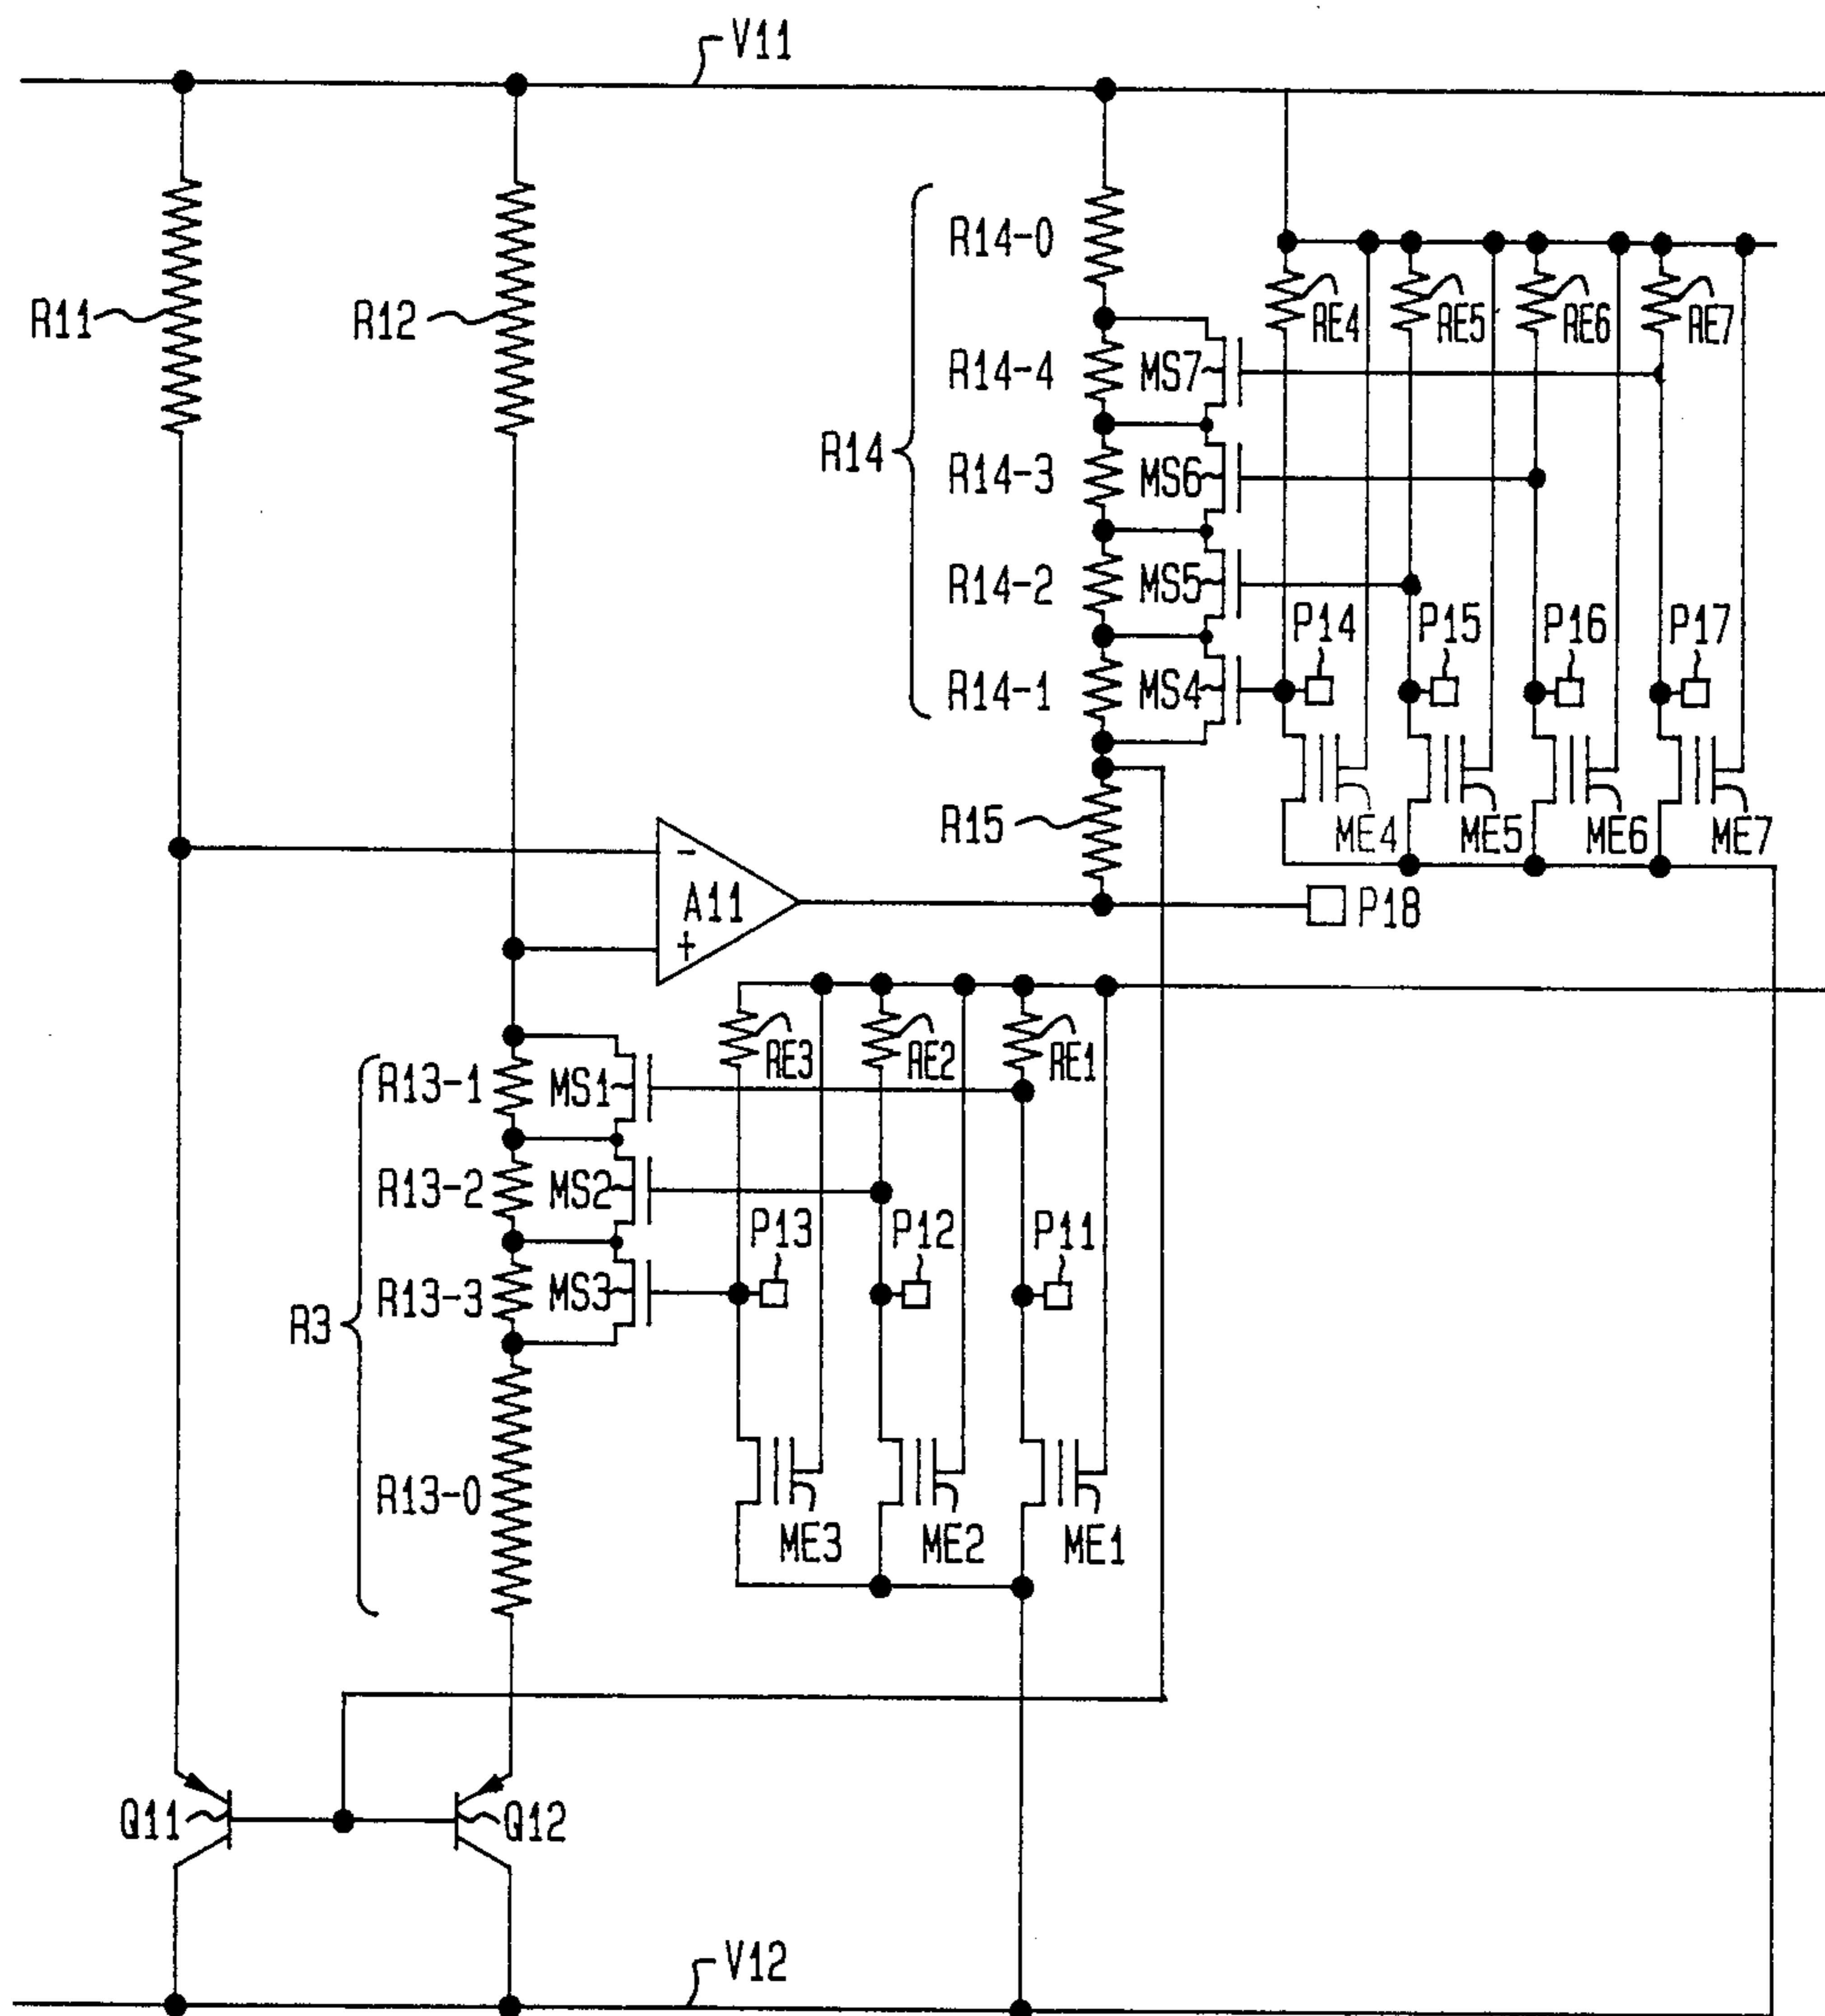 V11
R11
R12
R14-0
R14-4
R14-3
R14-2
R14-1
R14
MS7
MS6
MS5
MS4
RE4
RE5
RE6
RE7
P14
P15
P16
P17
ME4
ME5
ME6
ME7
R15
-
A11
+
P18
RE3
RE2
RE1
R13-1
R13-2
R13-3
R13-0
R3
MS1
MS2
MS3
P13
P12
P11
ME3
ME2
ME1
Q11
Q12
V12